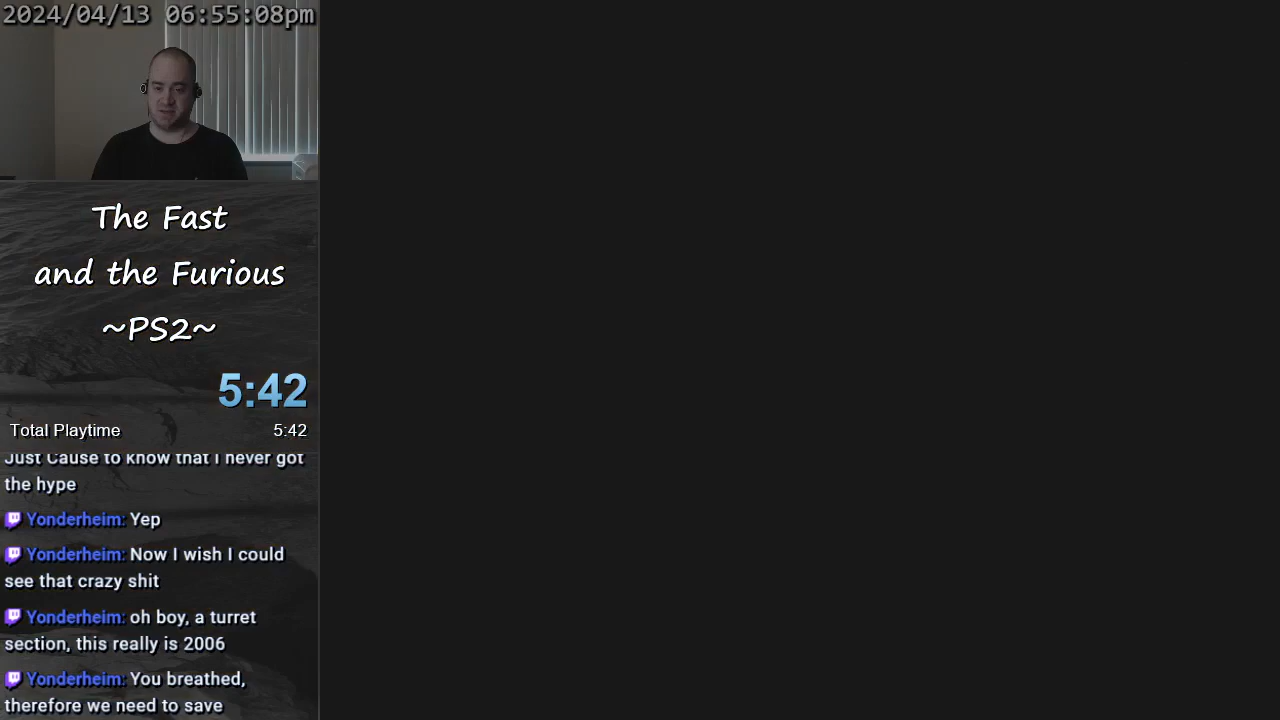 2024/04/13 06:55:08pm
The Fast
and the Furious
~PS2~
5:42
Total Playtime 5:42
Just Cause to know that I never got
the hype
Yonderheim: Yep
Yonderheim: Now I wish I could
see that crazy shit
Yonderheim: oh boy, a turret
section, this really is 2006
Yonderheim: You breathed,
therefore we need to save